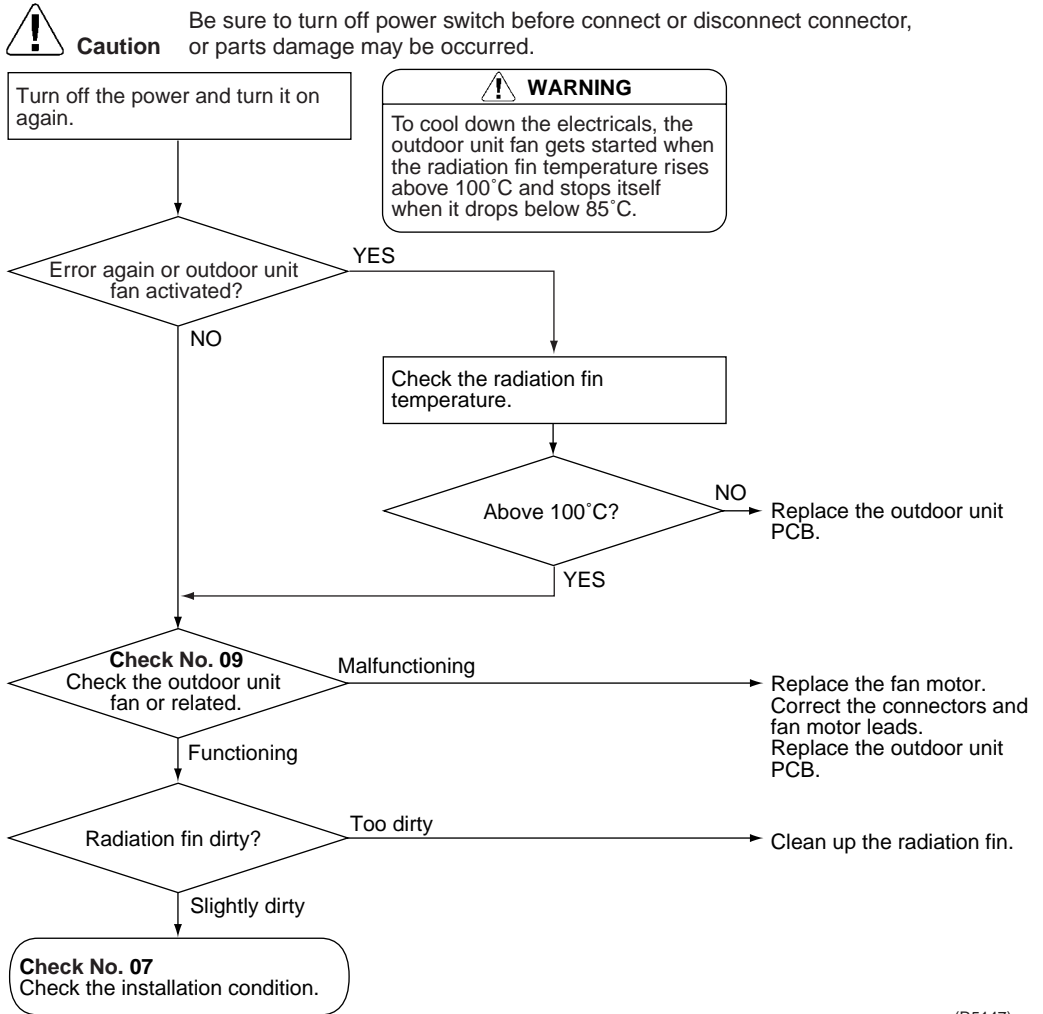 Be sure to turn off power switch before connect or disconnect connector,
Caution
or parts damage may be occurred.
Turn off the power and turn it on
again.
WARNING
To cool down the electricals, the
outdoor unit fan gets started when
the radiation fin temperature rises
above 100˚C and stops itself
when it drops below 85˚C.
Error again or outdoor unit
fan activated?
YES
NO
Check the radiation fin
temperature.
Above 100˚C?
NO
Replace the outdoor unit
PCB.
YES
Check No. 09
Check the outdoor unit
fan or related.
Malfunctioning
Replace the fan motor.
Correct the connectors and
fan motor leads.
Replace the outdoor unit
PCB.
Functioning
Radiation fin dirty?
Too dirty
Clean up the radiation fin.
Slightly dirty
Check No. 07
Check the installation condition.